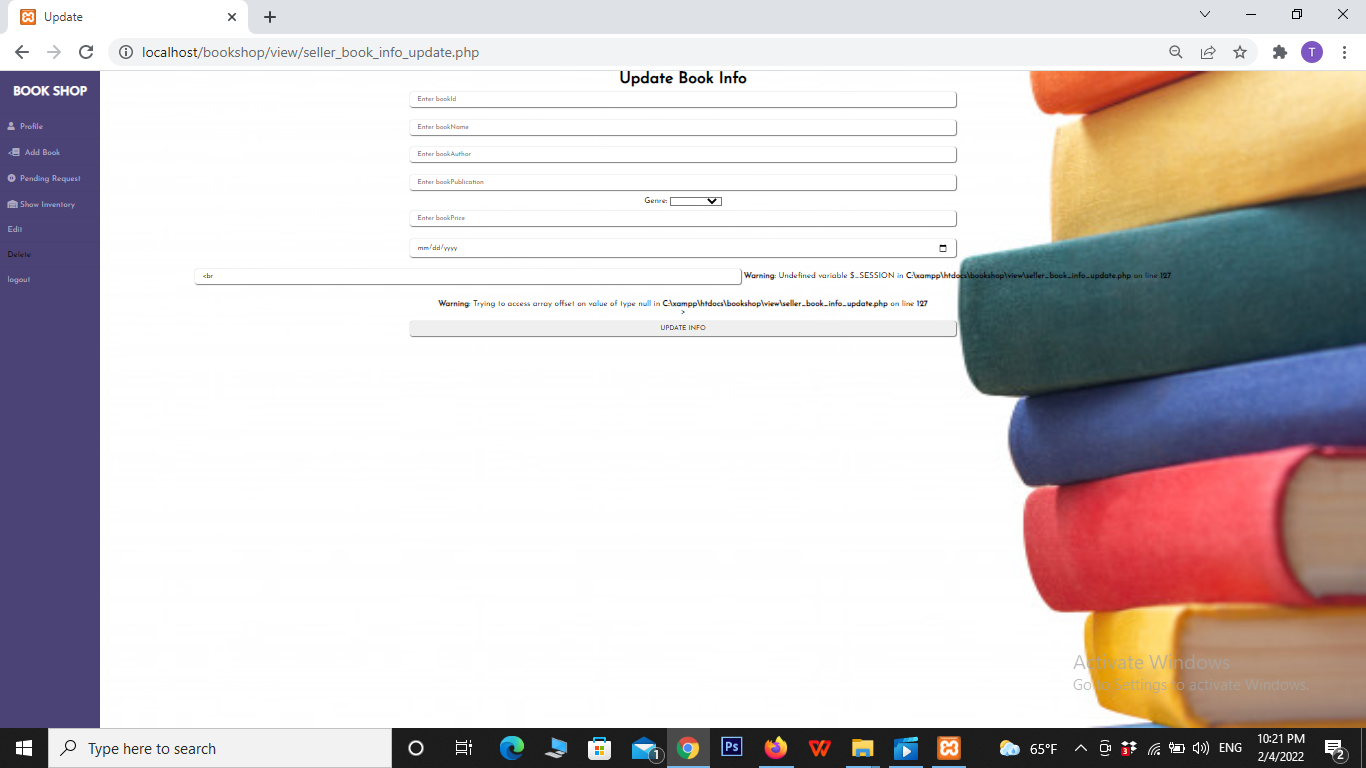 Update
localhost/bookshop/view/seller_book_info_update.php
T
BOOK SHOP
Profile
Add Book
Pending Request
Show Inventory
Edit
Delete
logout
Update Book Info
Enter bookId
Enter bookName
Enter bookAuthor
Enter bookPublication
Genre:
Enter bookPrice
mm/dd/yyyy
<br Warning: Undefined variable $_SESSION in C:\xampp\htdocs\bookshop\view\seller_book_info_update.php on line 127
Warning: Trying to access array offset on value of type null in C:\xampp\htdocs\bookshop\view\seller_book_info_update.php on line 127
>
UPDATE INFO
Activate Windows
Go to Settings to activate Windows.
Type here to search
1
Ps
65°F
3
ENG
10:21 PM
2/4/2022
2